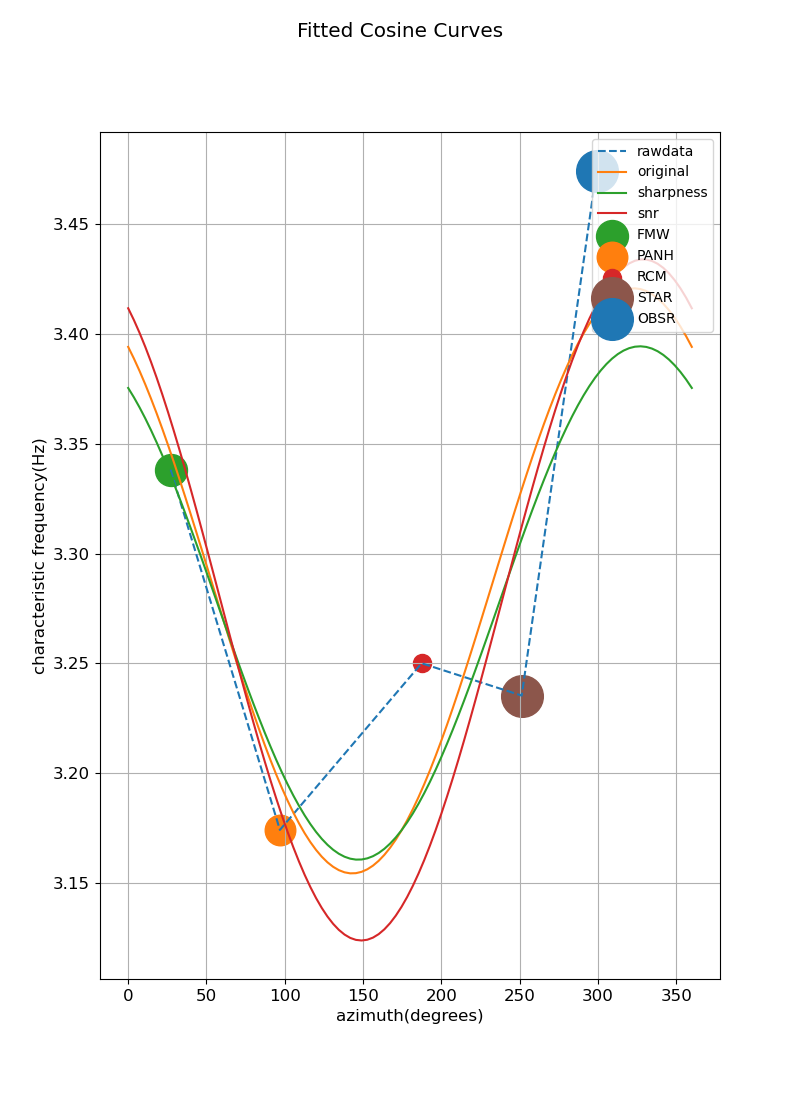 Fitted Cosine Curves
characteristic frequency(Hz)
3.45
3.40
3.35
3.30
3.25
3.20
3.15
0 50 100 150 200 250 300 350
azimuth(degrees)
rawdata
original
sharpness
snr
FMW
PANH
RCM
STAR
OBSR